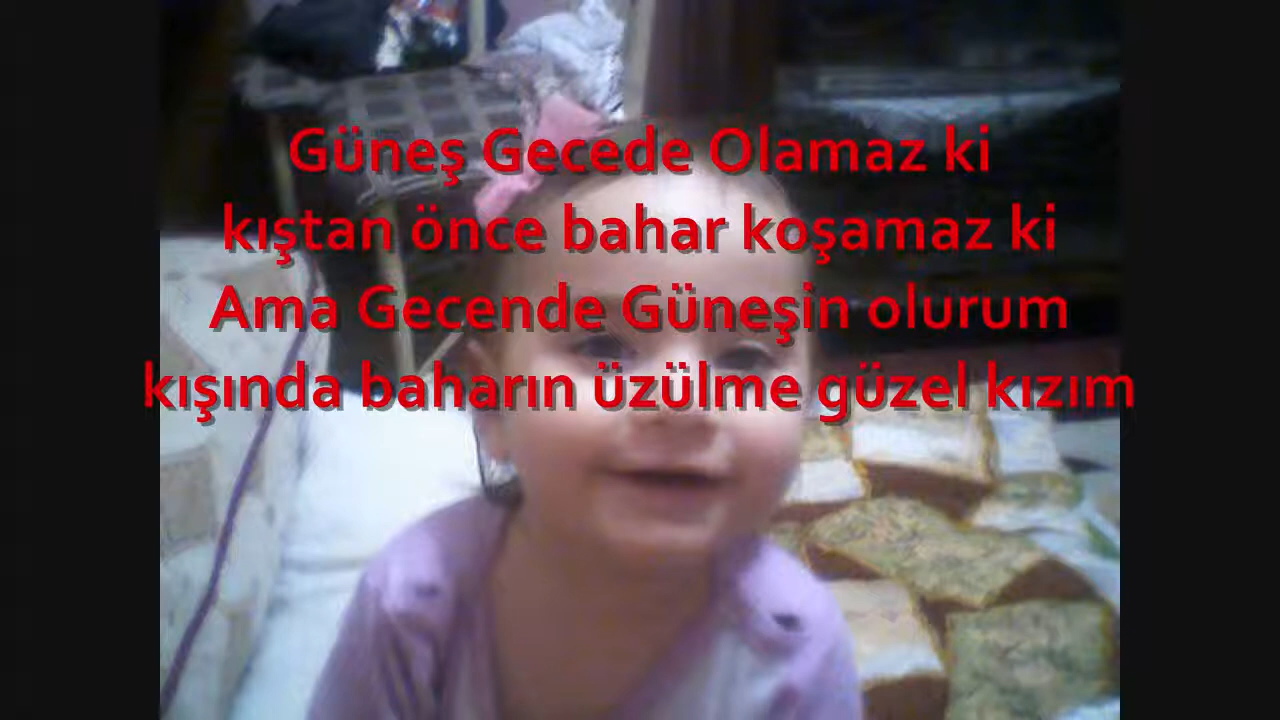 Güneş Gecede Olamaz ki
kıştan önce bahar koşamaz ki
Ama Gecende Güneşin olurum
kışında baharın üzülme güzel kızım